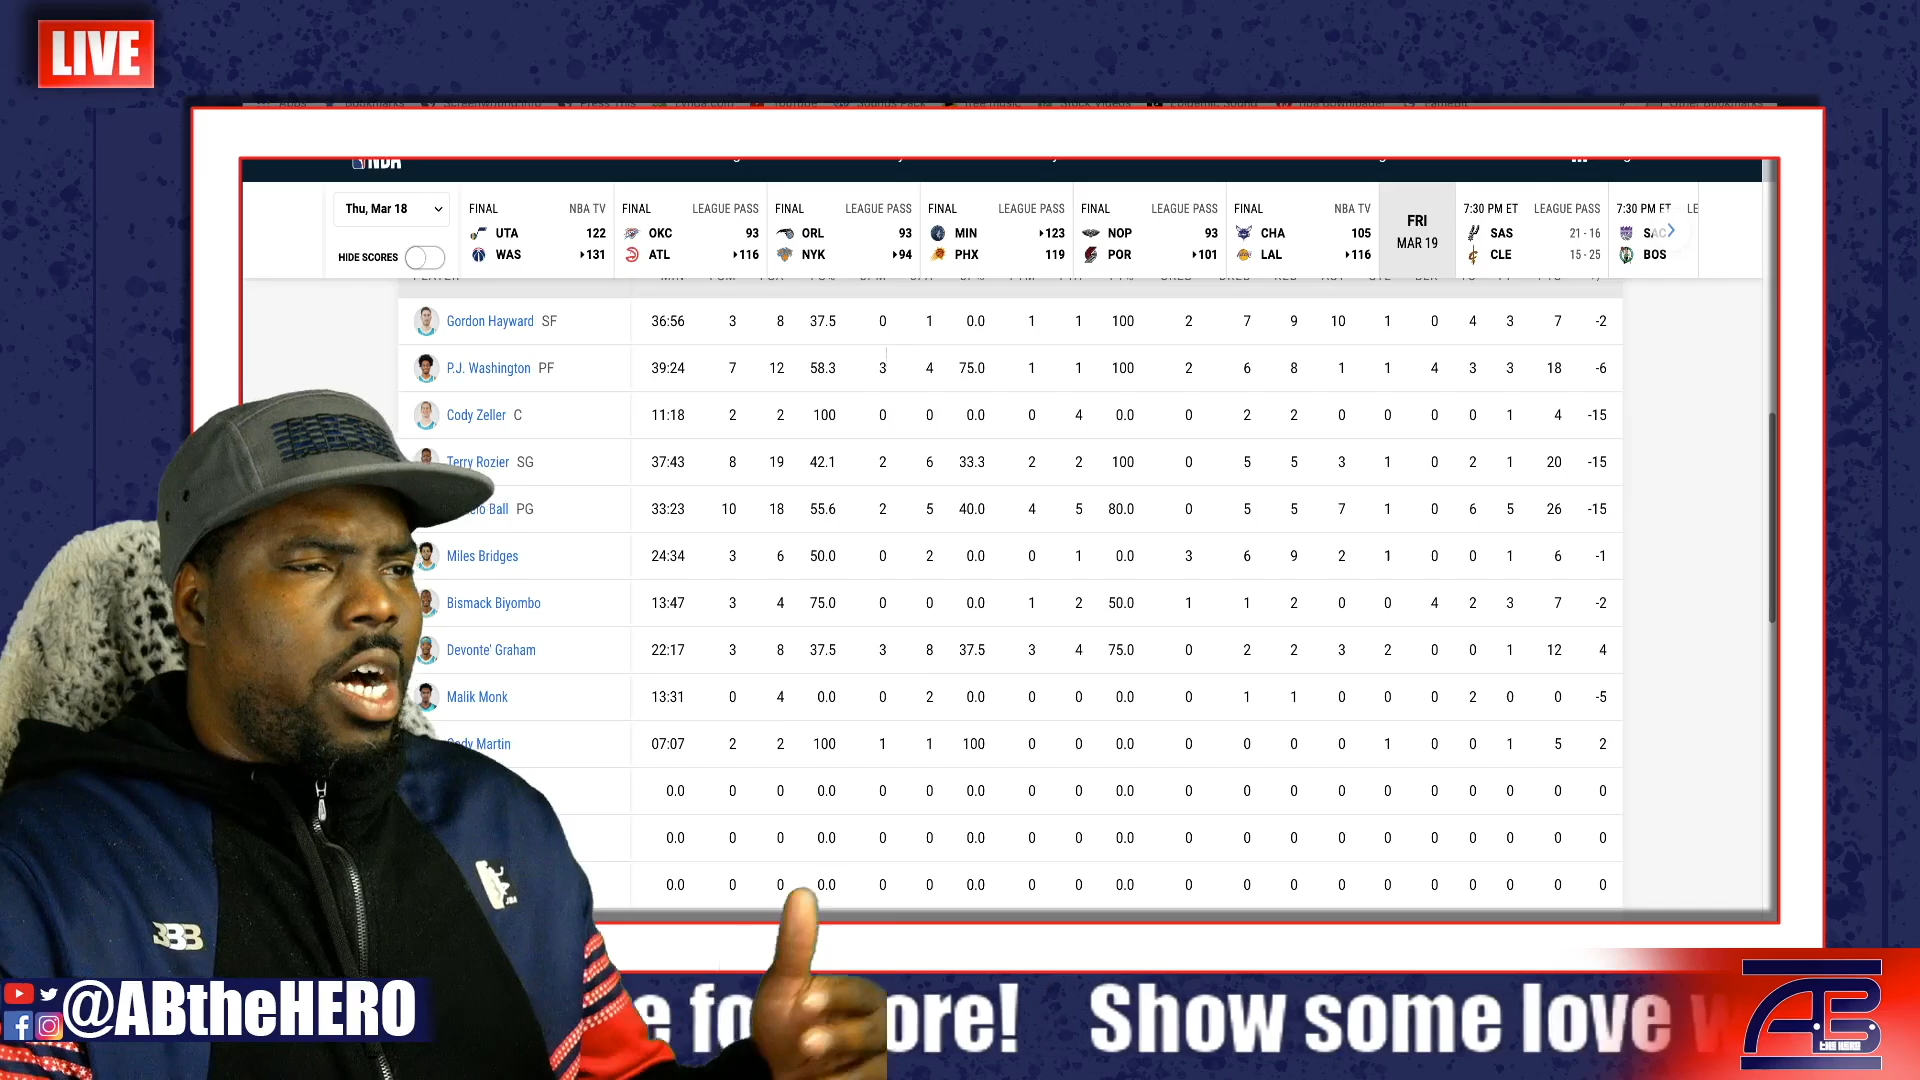 LIVE
NBA
Thu, Mar 18
HIDE SCORES
FINAL NBA TV
UTA 122
WAS 131
FINAL LEAGUE PASS
OKC 93
ATL 116
FINAL LEAGUE PASS
ORL 93
NYK 94
FINAL LEAGUE PASS
MIN 123
PHX 119
FINAL LEAGUE PASS
NOP 93
POR 101
FINAL NBA TV
CHA 105
LAL 116
FRI
MAR 19
7:30 PM ET LEAGUE PASS
SAS 21 - 16
CLE 15 - 25
7:30 PM ET LE
SAC
BOS
Gordon Hayward SF 36:56 3 8 37.5 0 1 0.0 1 1 100 2 7 9 10 1 0 4 3 7 -2
P.J. Washington PF 39:24 7 12 58.3 3 4 75.0 1 1 100 2 6 8 1 1 4 3 3 18 -6
Cody Zeller C 11:18 2 2 100 0 0 0.0 0 4 0.0 0 2 2 0 0 0 0 1 4 -15
Terry Rozier SG 37:43 8 19 42.1 2 6 33.3 2 2 100 0 5 5 3 1 0 2 1 20 -15
Ball PG 33:23 10 18 55.6 2 5 40.0 4 5 80.0 0 5 5 7 1 0 6 5 26 -15
Miles Bridges 24:34 3 6 50.0 0 2 0.0 0 1 0.0 3 6 9 2 1 0 0 1 6 -1
Bismack Biyombo 13:47 3 4 75.0 0 0 0.0 1 2 50.0 1 1 2 0 0 4 2 3 7 -2
Devonte' Graham 22:17 3 8 37.5 3 8 37.5 3 4 75.0 0 2 2 3 2 0 0 1 12 4
Malik Monk 13:31 0 4 0.0 0 2 0.0 0 0 0.0 0 1 1 0 0 0 2 0 0 -5
Cody Martin 07:07 2 2 100 1 1 100 0 0 0.0 0 0 0 0 1 0 0 1 5 2
0.0 0 0 0.0 0 0 0.0 0 0 0.0 0 0 0 0 0 0 0 0 0 0
0.0 0 0 0.0 0 0 0.0 0 0 0.0 0 0 0 0 0 0 0 0 0 0
0.0 0 0 0.0 0 0 0.0 0 0 0.0 0 0 0 0 0 0 0 0 0 0
BBB
JBA
@ABtheHERO
ore! Show some love
AB
THE HERO